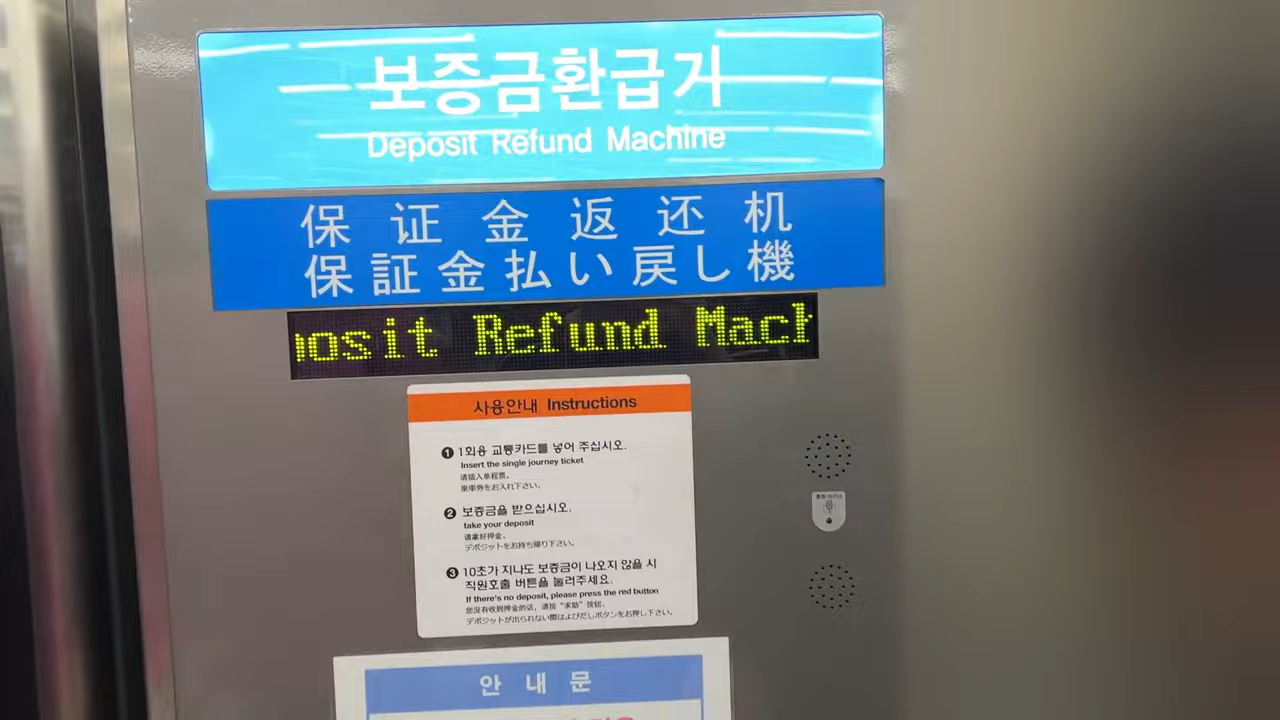 보증금환급기
Deposit Refund Machine
保证金返还机
保証金払い戻し機
osit Refund Mach
사용안내 Instructions
❶ 1회용 교통카드를 넣어 주십시오.
Insert the single journey ticket
请插入单程票。
乗車券をお入れ下さい。
❷ 보증금을 받으십시오.
take your deposit
请拿好押金。
デポジットをお持ち帰り下さい。
❸ 10초가 지나도 보증금이 나오지 않을 시
직원호출 버튼을 눌러주세요.
If there's no deposit, please press the red button
您没有收到押金的话，请按“求助”按钮。
デポジットが出られない際はよびだしボタンをお押し下さい。
안 내 문